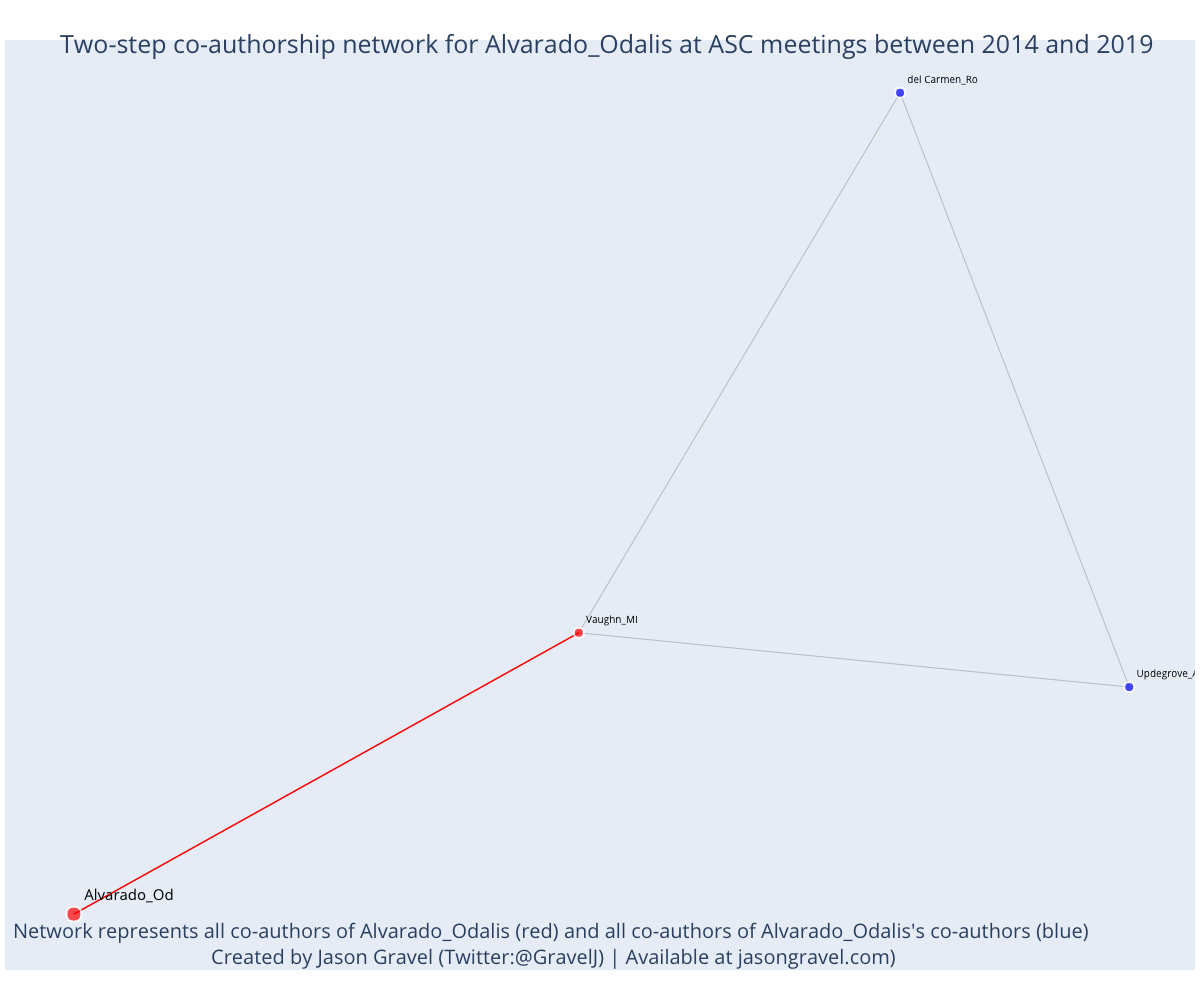 Two-step co-authorship network for Alvarado_Odalis at ASC meetings between 2014 and 2019
del Carmen_Ro
Vaughn_MI
Updegrove_A
Alvarado_Od
Network represents all co-authors of Alvarado_Odalis (red) and all co-authors of Alvarado_Odalis's co-authors (blue)
Created by Jason Gravel (Twitter:@GravelJ) | Available at jasongravel.com)